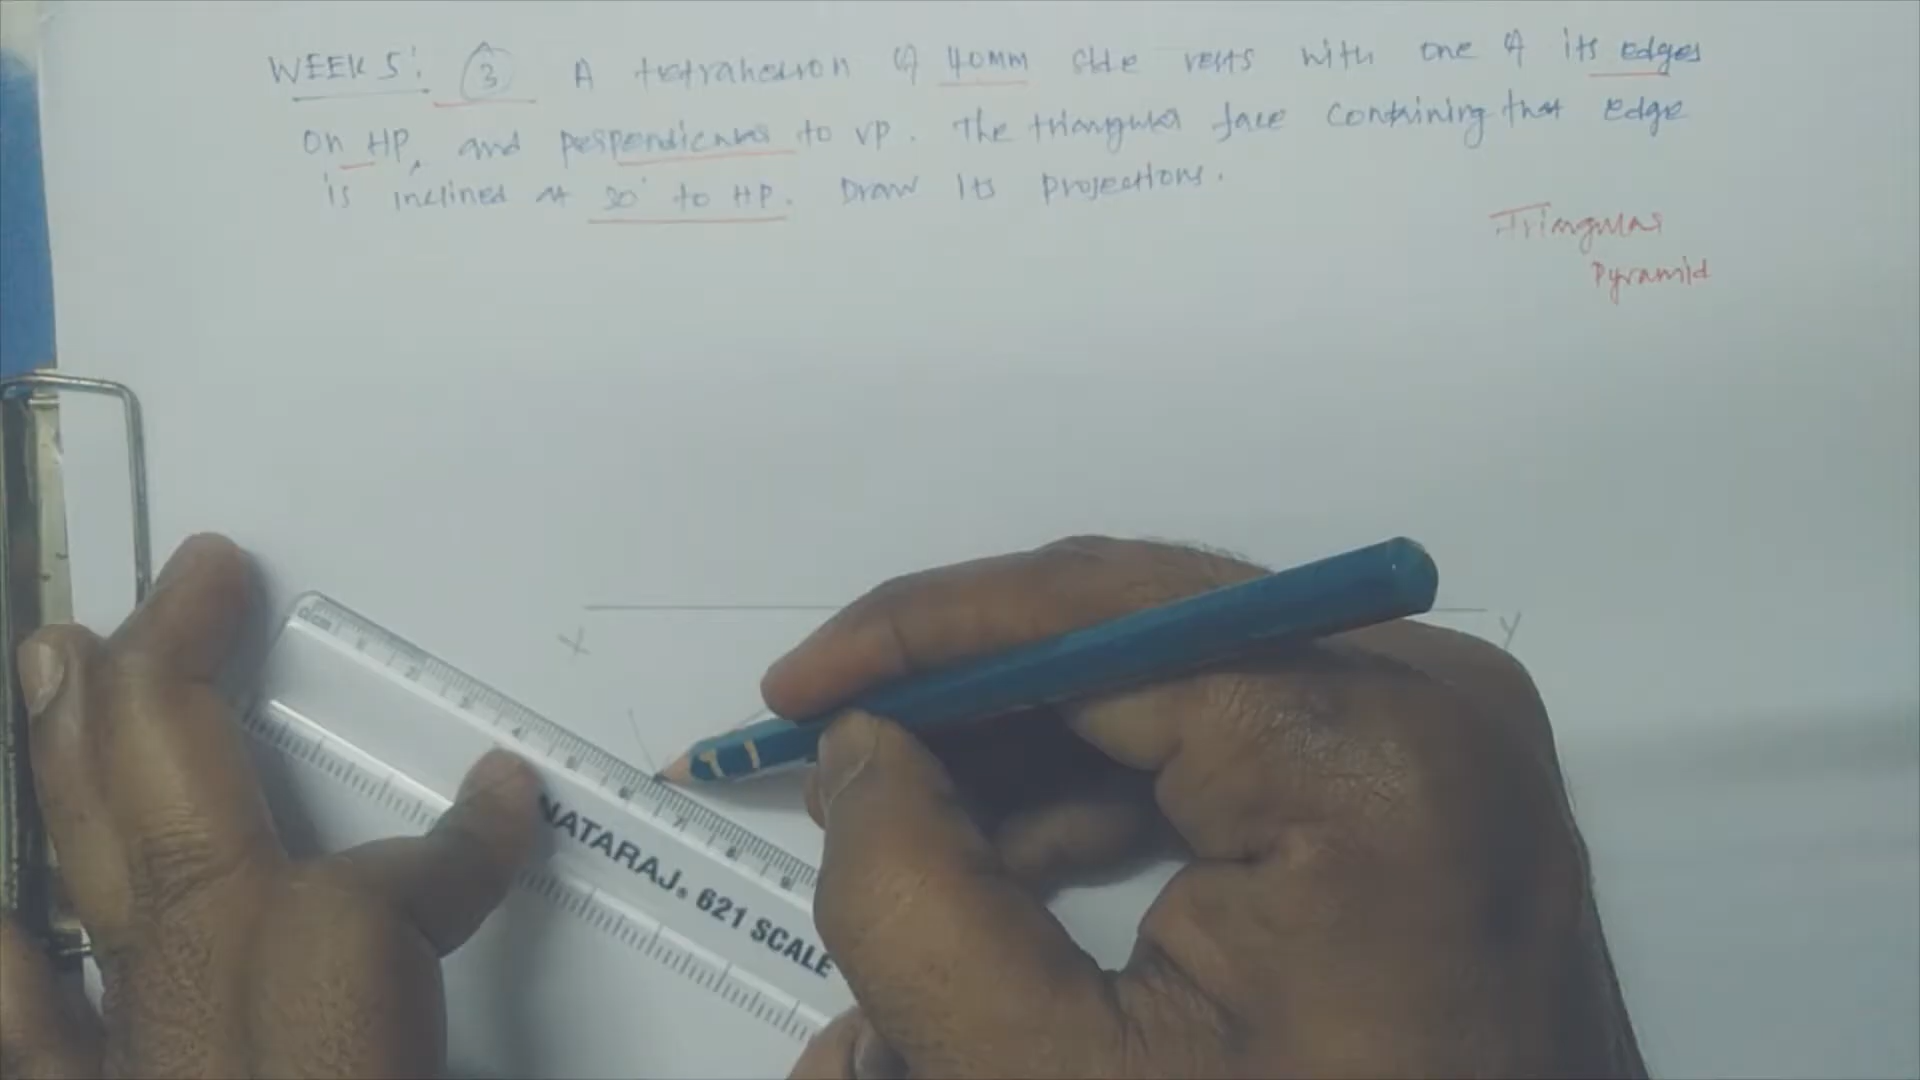 WEEK 5: 3 A tetrahedron of 40MM side rests with one of its edges
on HP, and perpendicular to VP. The triangular face containing that edge
is inclined at 30° to HP. Draw its projections.
Triangular
Pyramid
X
Y
0 cm
NATARAJ® 621 SCALE